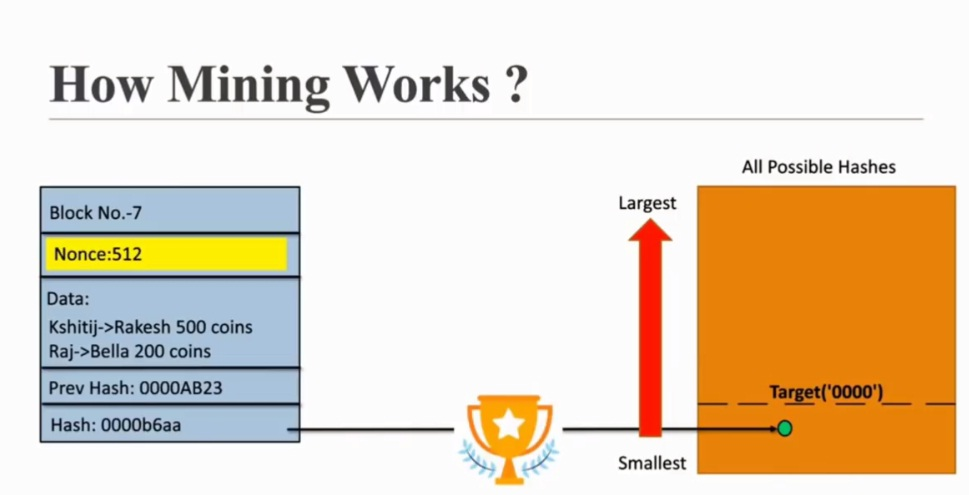 How Mining Works ?
Block No.-7
Nonce:512
Data:
Kshitij->Rakesh 500 coins
Raj->Bella 200 coins
Prev Hash: 0000AB23
Hash: 0000b6aa
Largest
Smallest
All Possible Hashes
Target('0000')